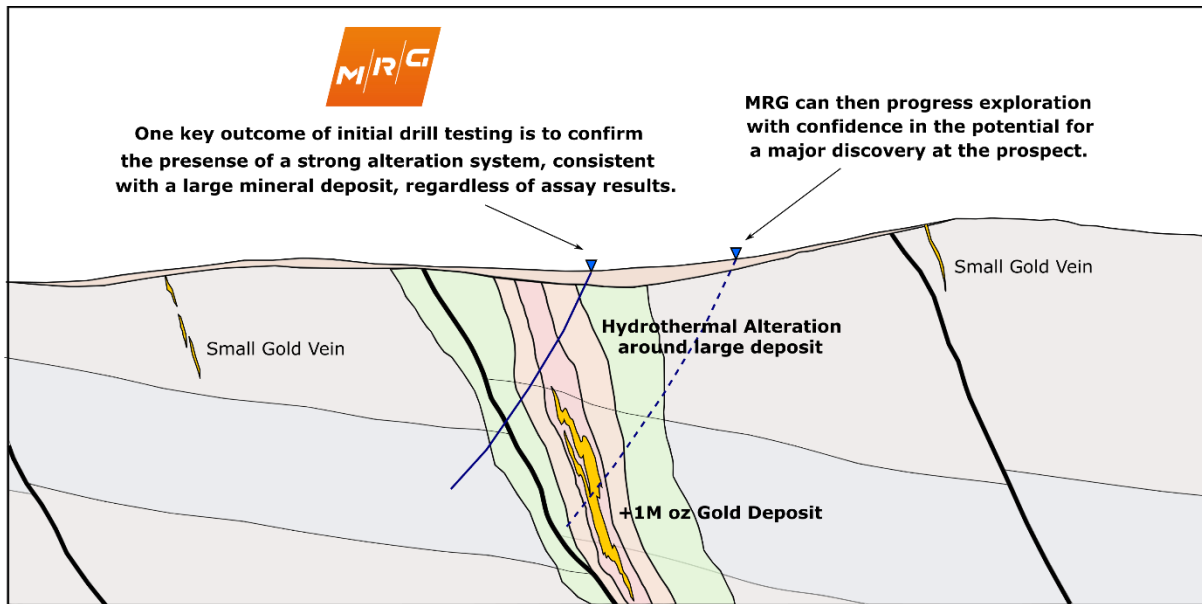 MRG
One key outcome of initial drill testing is to confirm
the presense of a strong alteration system, consistent
with a large mineral deposit, regardless of assay results.
MRG can then progress exploration
with confidence in the potential for
a major discovery at the prospect.
Small Gold Vein
Small Gold Vein
Hydrothermal Alteration
around large deposit
+1M oz Gold Deposit